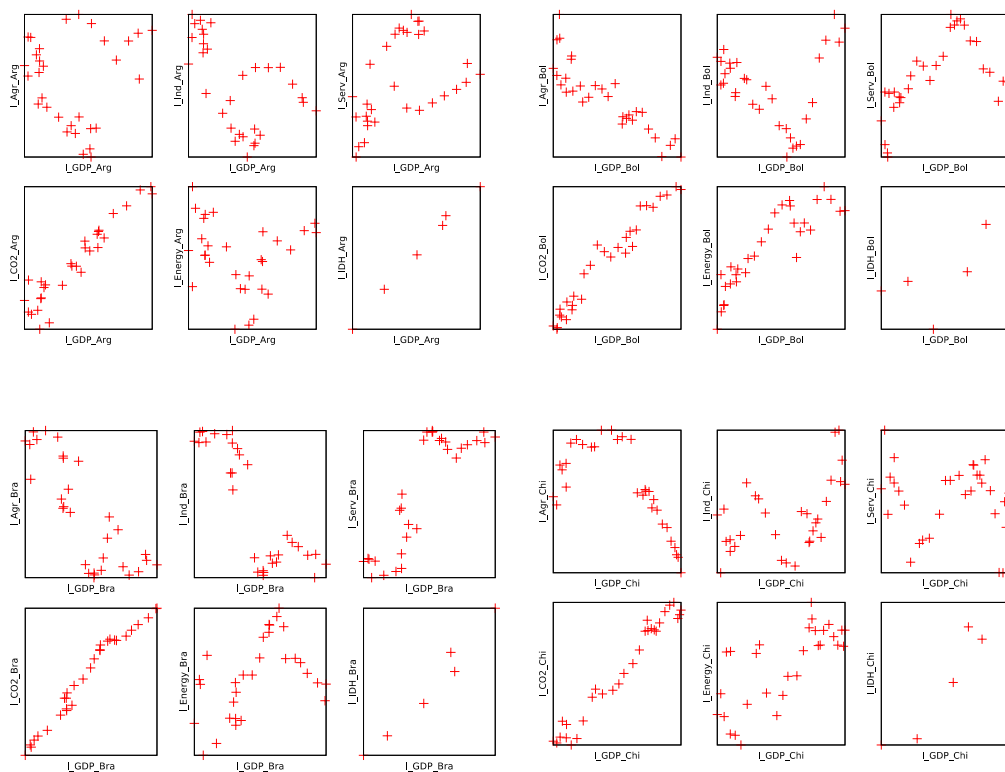 l_Agr_Arg
l_GDP_Arg
l_Ind_Arg
l_GDP_Arg
l_Serv_Arg
l_GDP_Arg
l_Agr_Bol
l_GDP_Bol
l_Ind_Bol
l_GDP_Bol
l_Serv_Bol
l_GDP_Bol
l_CO2_Arg
l_GDP_Arg
l_Energy_Arg
l_GDP_Arg
l_IDH_Arg
l_GDP_Arg
l_CO2_Bol
l_GDP_Bol
l_Energy_Bol
l_GDP_Bol
l_IDH_Bol
l_GDP_Bol
l_Agr_Bra
l_GDP_Bra
l_Ind_Bra
l_GDP_Bra
l_Serv_Bra
l_GDP_Bra
l_Agr_Chi
l_GDP_Chi
l_Ind_Chi
l_GDP_Chi
l_Serv_Chi
l_GDP_Chi
l_CO2_Bra
l_GDP_Bra
l_Energy_Bra
l_GDP_Bra
l_IDH_Bra
l_GDP_Bra
l_CO2_Chi
l_GDP_Chi
l_Energy_Chi
l_GDP_Chi
l_IDH_Chi
l_GDP_Chi